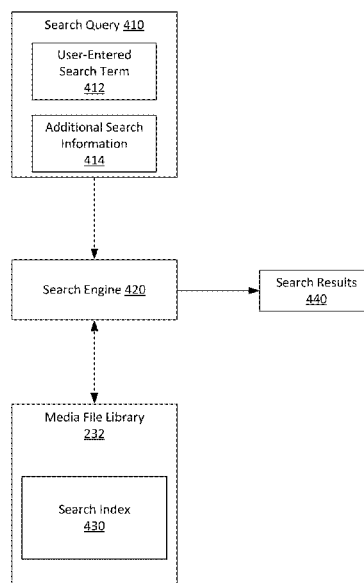 Search Query 410
User-Entered
Search Term
412
Additional Search
Information
414
Search Engine 420
Search Results
440
Media File Library
232
Search Index
430